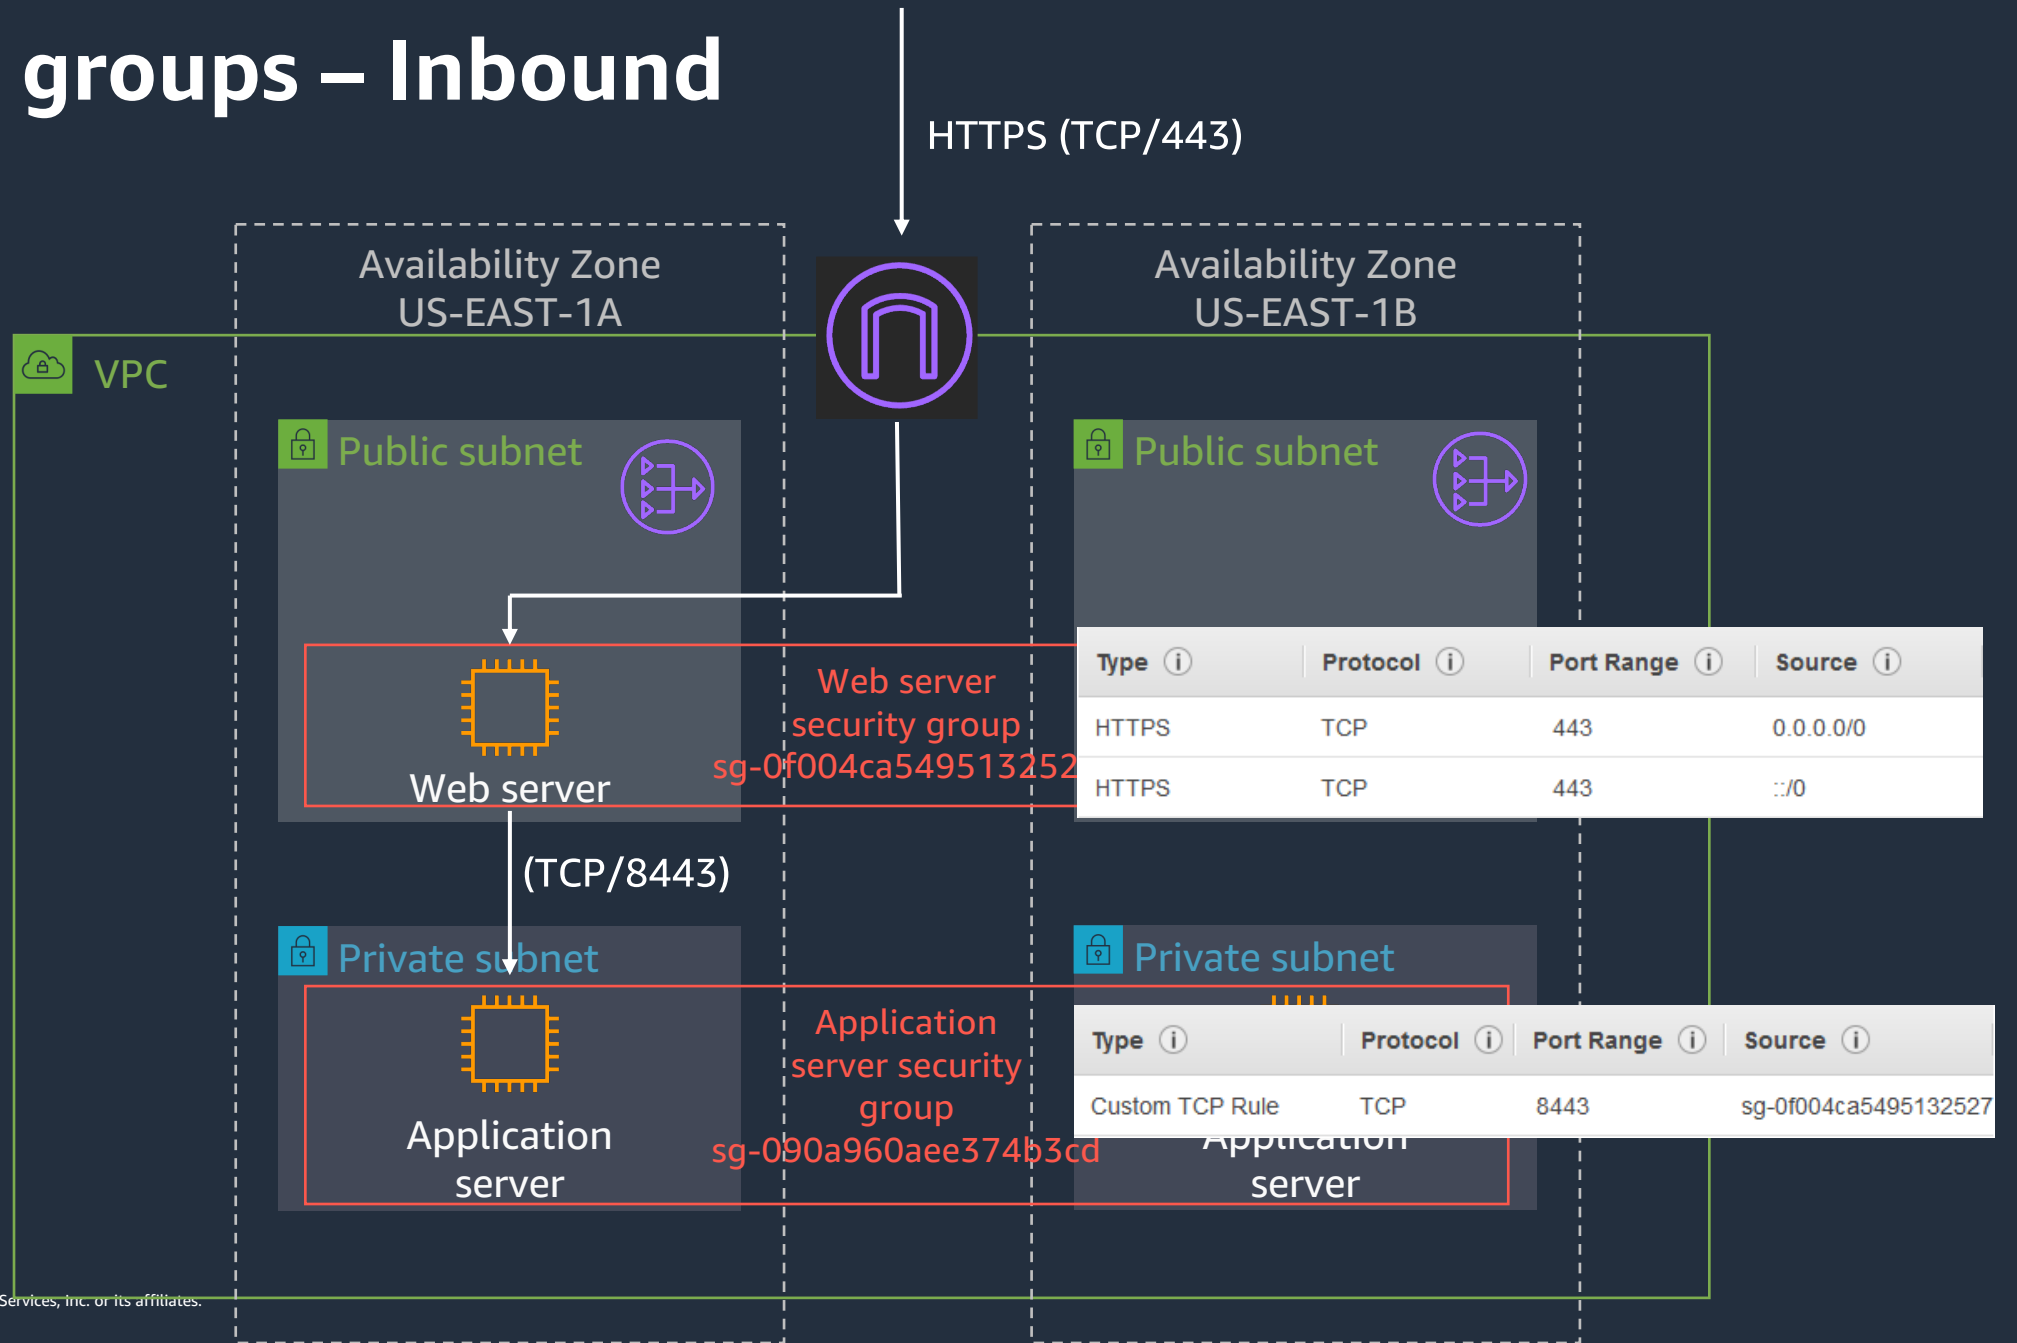 groups – Inbound
HTTPS (TCP/443)
Availability Zone
US-EAST-1A
Availability Zone
US-EAST-1B
VPC
Public subnet
Public subnet
Web server
security group
sg-0f004ca549513252
Web server
Type Protocol Port Range Source
HTTPS TCP 443 0.0.0.0/0
HTTPS TCP 443 ::/0
(TCP/8443)
Private subnet
Private subnet
Application
server security
group
sg-090a960aee374b3cd
Application
server
Type Protocol Port Range Source
Custom TCP Rule TCP 8443 sg-0f004ca5495132527
Application
server
Services, Inc. or its affiliates.